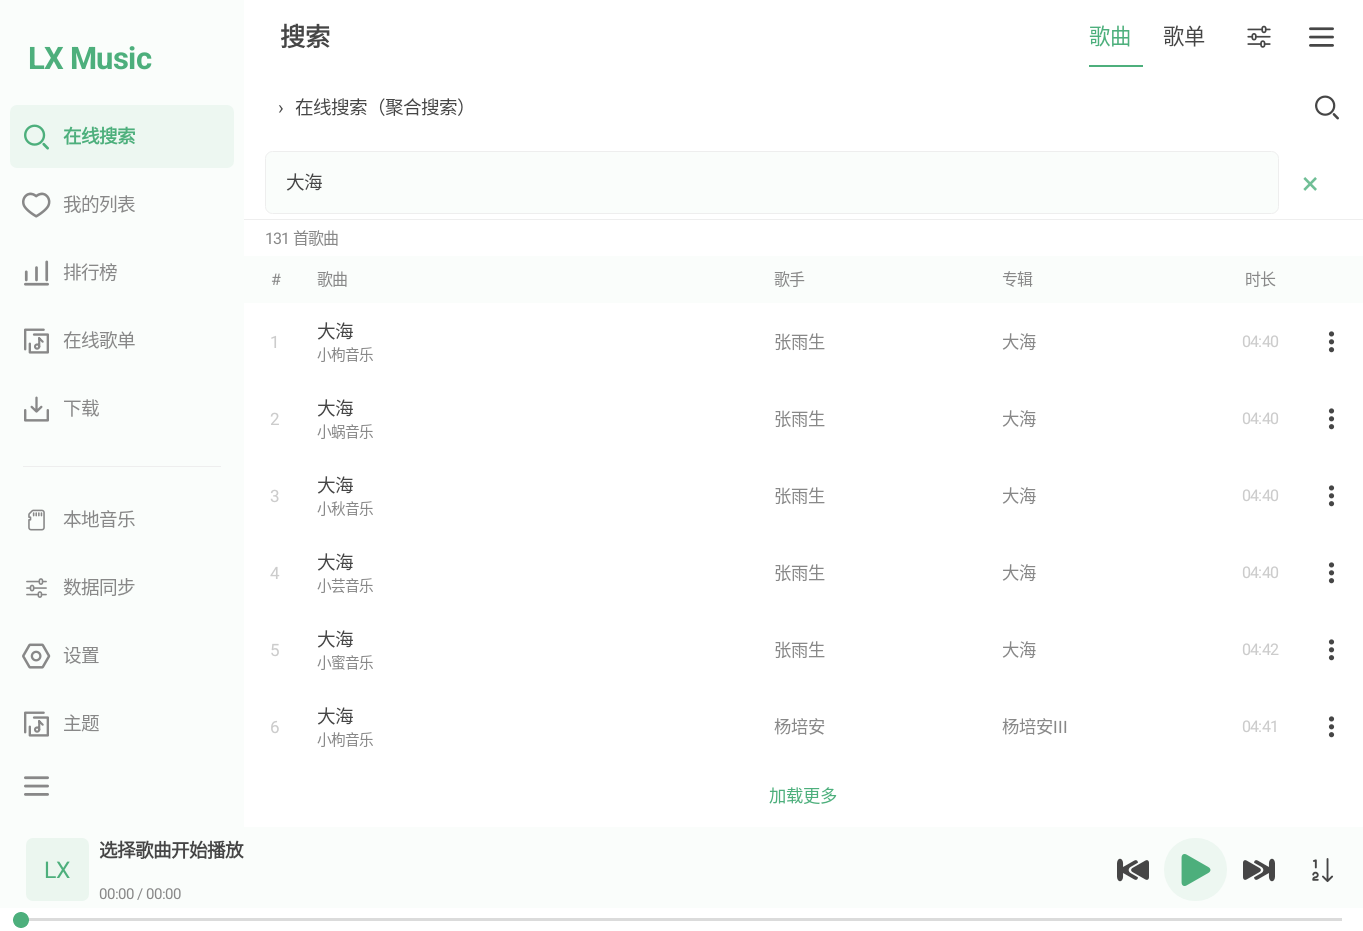 LX Music
在线搜索
我的列表
排行榜
在线歌单
下载
本地音乐
数据同步
设置
主题
搜索
歌曲 歌单
› 在线搜索（聚合搜索）
大海
131 首歌曲
# 歌曲 歌手 专辑 时长
1 大海 张雨生 大海 04:40
小枸音乐
2 大海 张雨生 大海 04:40
小蜗音乐
3 大海 张雨生 大海 04:40
小秋音乐
4 大海 张雨生 大海 04:40
小芸音乐
5 大海 张雨生 大海 04:42
小蜜音乐
6 大海 杨培安 杨培安III 04:41
小枸音乐
加载更多
LX
选择歌曲开始播放
00:00 / 00:00